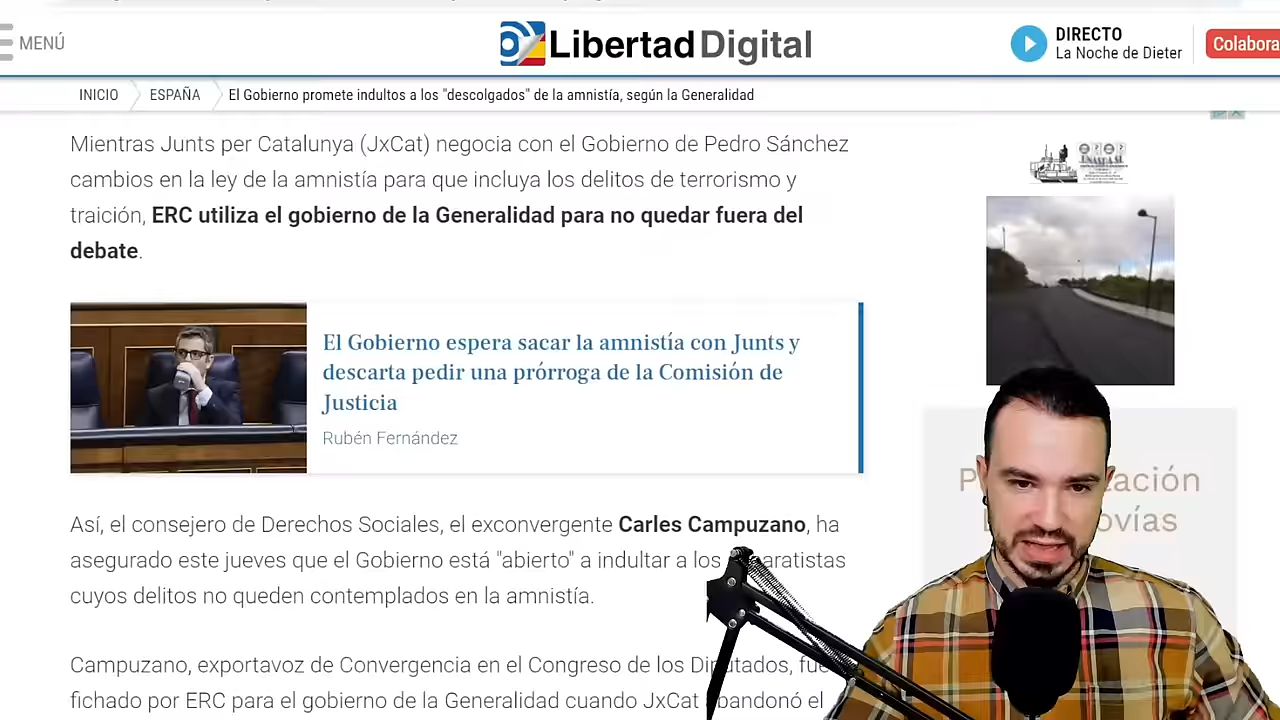 MENÚ
Libertad Digital
DIRECTO
La Noche de Dieter
Colabora
INICIO
ESPAÑA
El Gobierno promete indultos a los "descolgados" de la amnistía, según la Generalidad
Mientras Junts per Catalunya (JxCat) negocia con el Gobierno de Pedro Sánchez
cambios en la ley de la amnistía para que incluya los delitos de terrorismo y
traición, ERC utiliza el gobierno de la Generalidad para no quedar fuera del
debate.
El Gobierno espera sacar la amnistía con Junts y
descarta pedir una prórroga de la Comisión de
Justicia
Rubén Fernández
Así, el consejero de Derechos Sociales, el exconvergente Carles Campuzano, ha
asegurado este jueves que el Gobierno está "abierto" a indultar a los aratistas
cuyos delitos no queden contemplados en la amnistía.
Campuzano, exportavoz de Convergencia en el Congreso de los Diputados, fue
fichado por ERC para el gobierno de la Generalidad cuando JxCat abandonó el